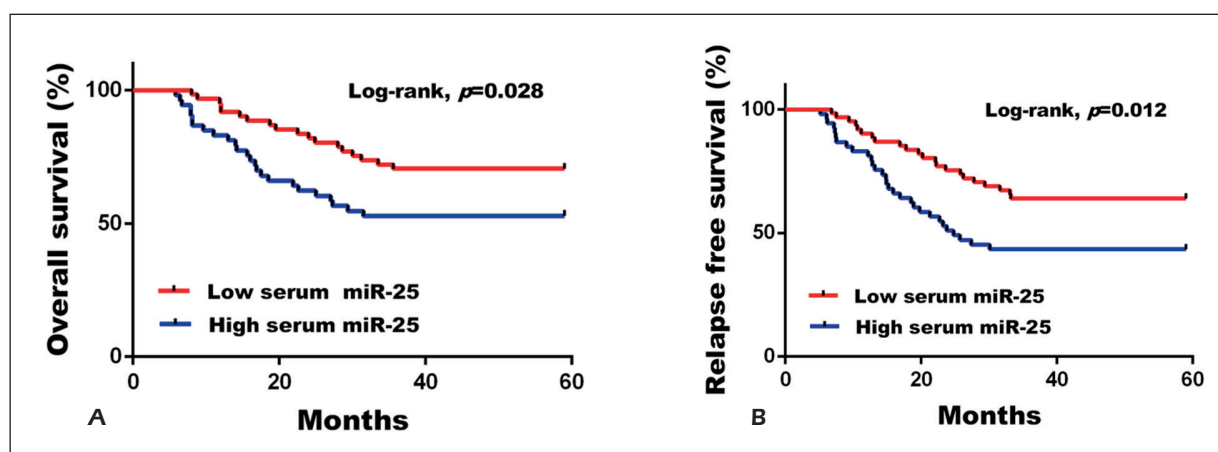 Overall survival (%)
100
50
0
Log-rank, p=0.028
Low serum miR-25
High serum miR-25
0 20 40 60
Months
A
Relapse free survival (%)
100
50
0
Log-rank, p=0.012
Low serum miR-25
High serum miR-25
0 20 40 60
Months
B